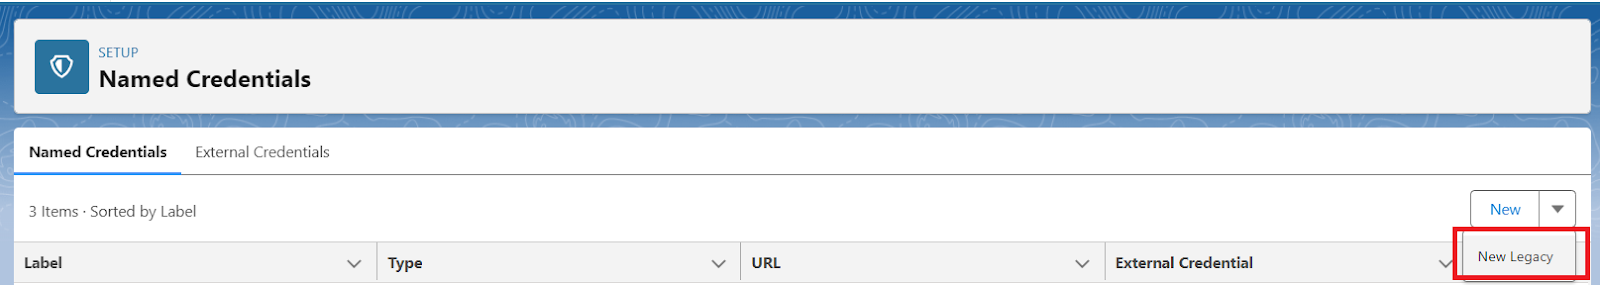 SETUP
Named Credentials
Named Credentials External Credentials
3 Items · Sorted by Label
New
Label Type URL External Credential
New Legacy